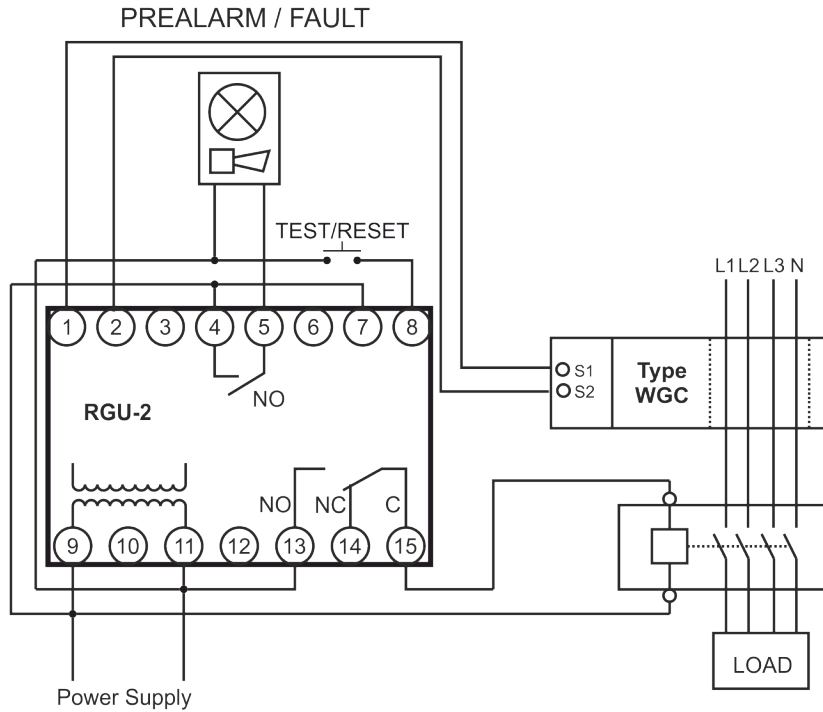 PREALARM / FAULT
TEST/RESET
L1 L2 L3 N
1 2 3 4 5 6 7 8
S1
S2
Type
WGC
NO
RGU-2
NO NC C
9 10 11 12 13 14 15
LOAD
Power Supply